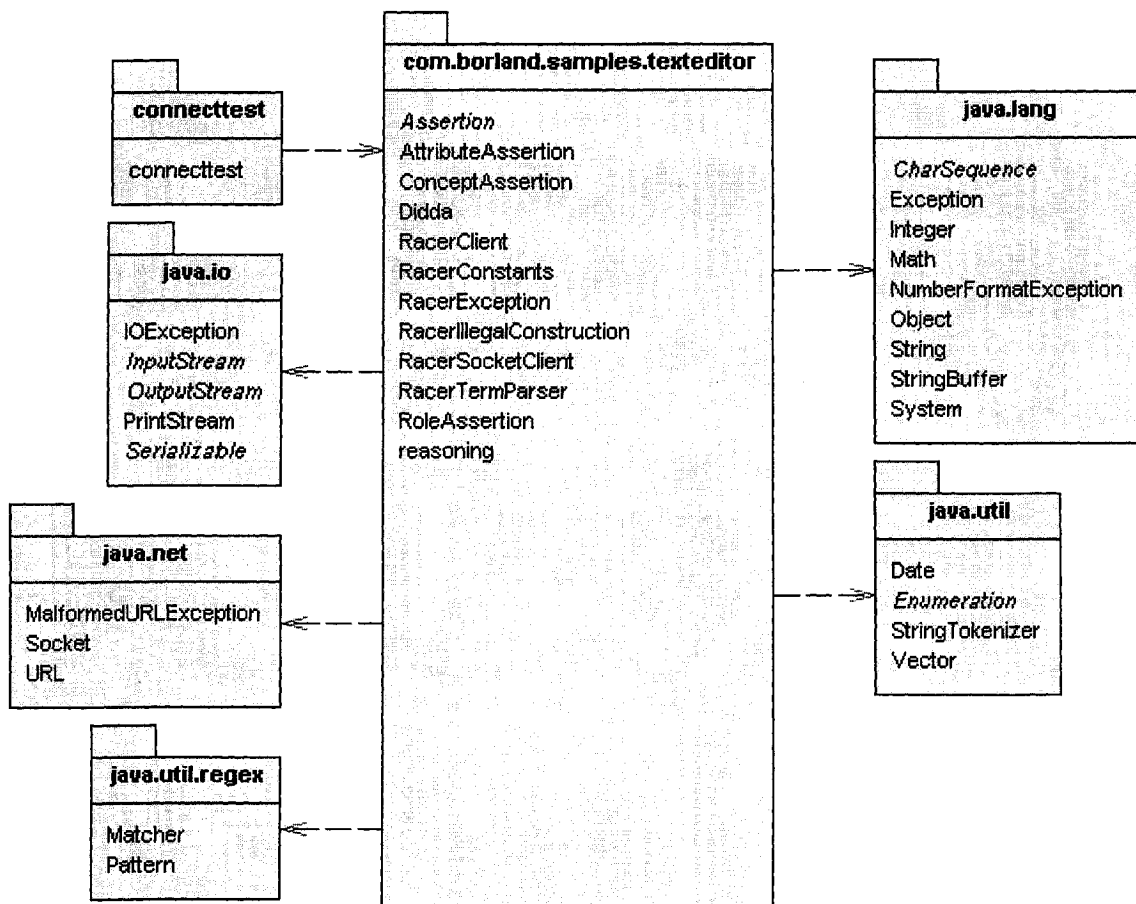 connecttest
connecttest
java.io
IOException
InputStream
OutputStream
PrintStream
Serializable
java.net
MalformedURLException
Socket
URL
java.util.regex
Matcher
Pattern
com.borland.samples.texteditor
Assertion
AttributeAssertion
ConceptAssertion
Didda
RacerClient
RacerConstants
RacerException
RacerIllegalConstruction
RacerSocketClient
RacerTermParser
RoleAssertion
reasoning
java.lang
CharSequence
Exception
Integer
Math
NumberFormatException
Object
String
StringBuffer
System
java.util
Date
Enumeration
StringTokenizer
Vector